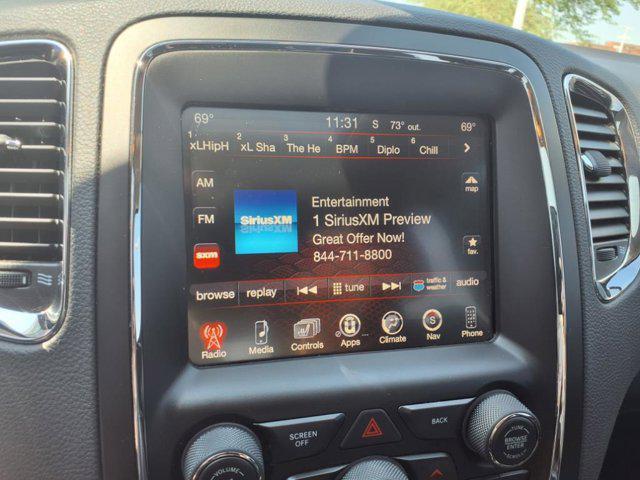 69° 11:31 S 73° out. 69°
1 xLHipH 2 xL Sha 3 The He 4 BPM 5 Diplo 6 Chill
AM
FM
sxm
SiriusXM
Entertainment
1 SiriusXM Preview
Great Offer Now!
844-711-8800
map
fav.
browse replay tune traffic & weather audio
Radio Media Controls Apps Climate Nav Phone
SCREEN OFF
BACK
VOLUME
TUNE
BROWSE
ENTER
SCROLL